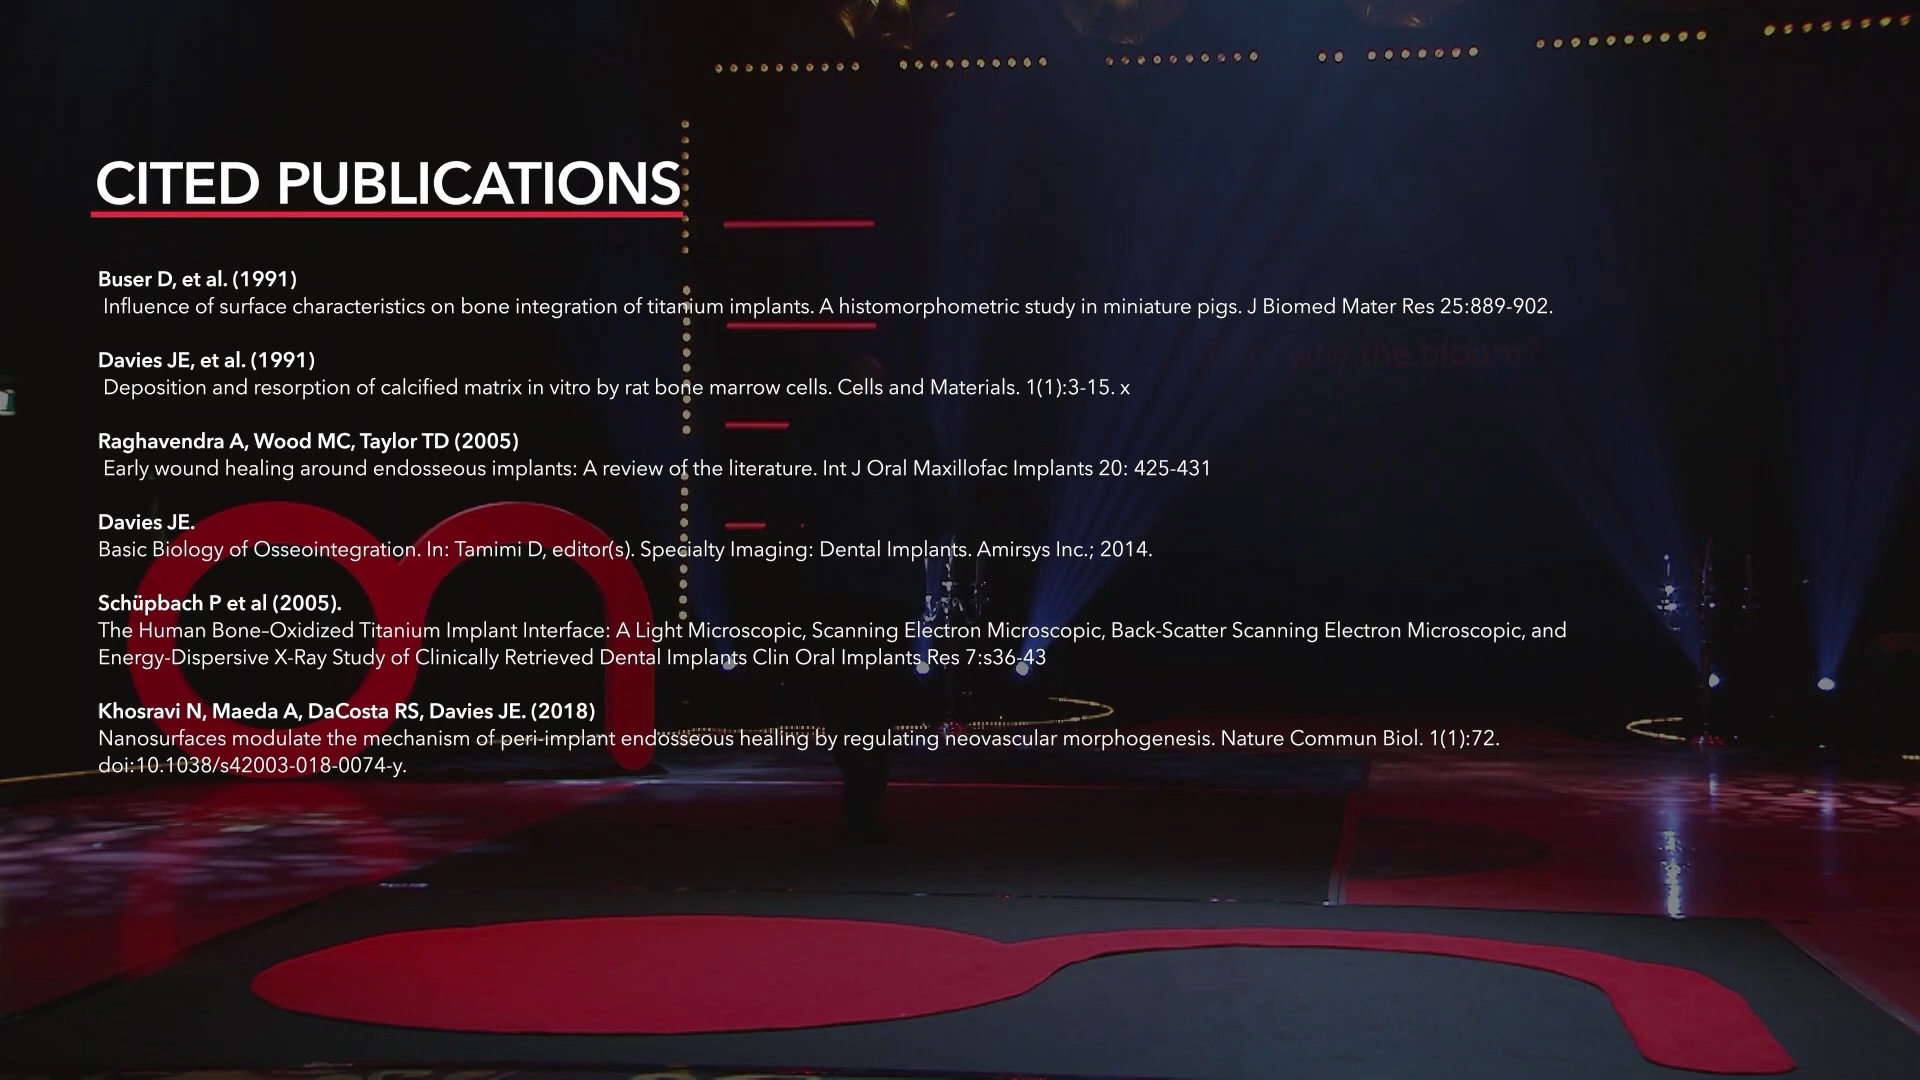 CITED PUBLICATIONS
Buser D, et al. (1991)
Influence of surface characteristics on bone integration of titanium implants. A histomorphometric study in miniature pigs. J Biomed Mater Res 25:889-902.
why the bloom?
Davies JE, et al. (1991)
Deposition and resorption of calcified matrix in vitro by rat bone marrow cells. Cells and Materials. 1(1):3-15. x
Raghavendra A, Wood MC, Taylor TD (2005)
Early wound healing around endosseous implants: A review of the literature. Int J Oral Maxillofac Implants 20: 425-431
Davies JE.
Basic Biology of Osseointegration. In: Tamimi D, editor(s). Specialty Imaging: Dental Implants. Amirsys Inc.; 2014.
Schüpbach P et al (2005).
The Human Bone–Oxidized Titanium Implant Interface: A Light Microscopic, Scanning Electron Microscopic, Back-Scatter Scanning Electron Microscopic, and
Energy-Dispersive X-Ray Study of Clinically Retrieved Dental Implants Clin Oral Implants Res 7:s36-43
Khosravi N, Maeda A, DaCosta RS, Davies JE. (2018)
Nanosurfaces modulate the mechanism of peri-implant endosseous healing by regulating neovascular morphogenesis. Nature Commun Biol. 1(1):72.
doi:10.1038/s42003-018-0074-y.